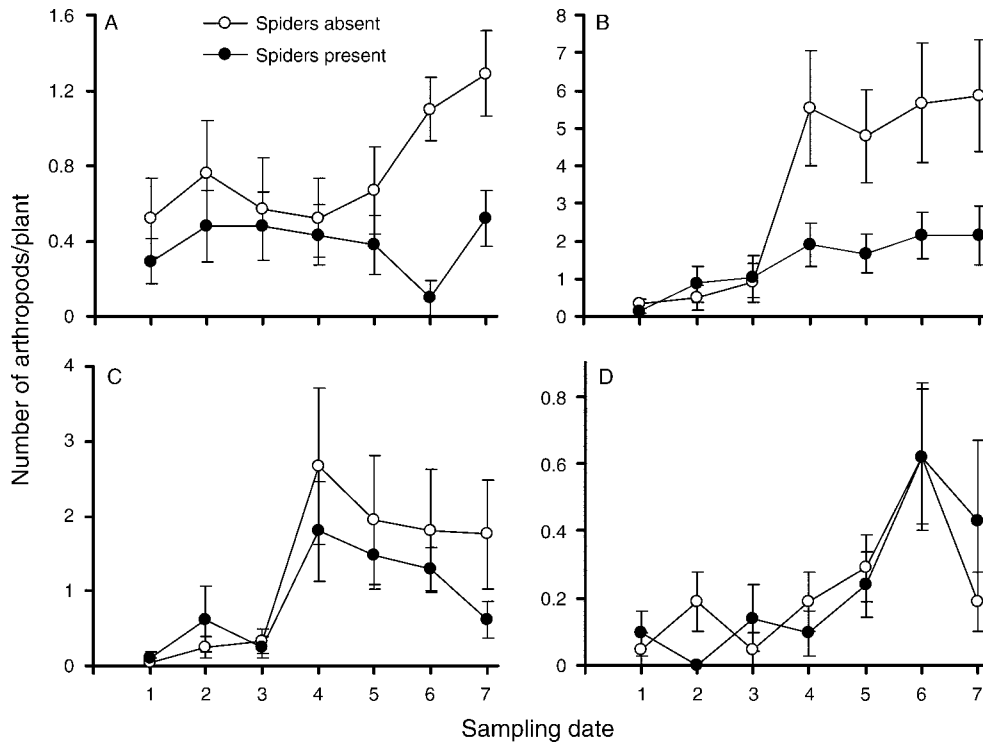 Number of arthropods/plant
A
Spiders absent
Spiders present
1.6
1.2
0.8
0.4
0
B
8
7
6
5
4
3
2
1
0
C
4
3
2
1
0
1 2 3 4 5 6 7
D
0.8
0.6
0.4
0.2
0
1 2 3 4 5 6 7
Sampling date